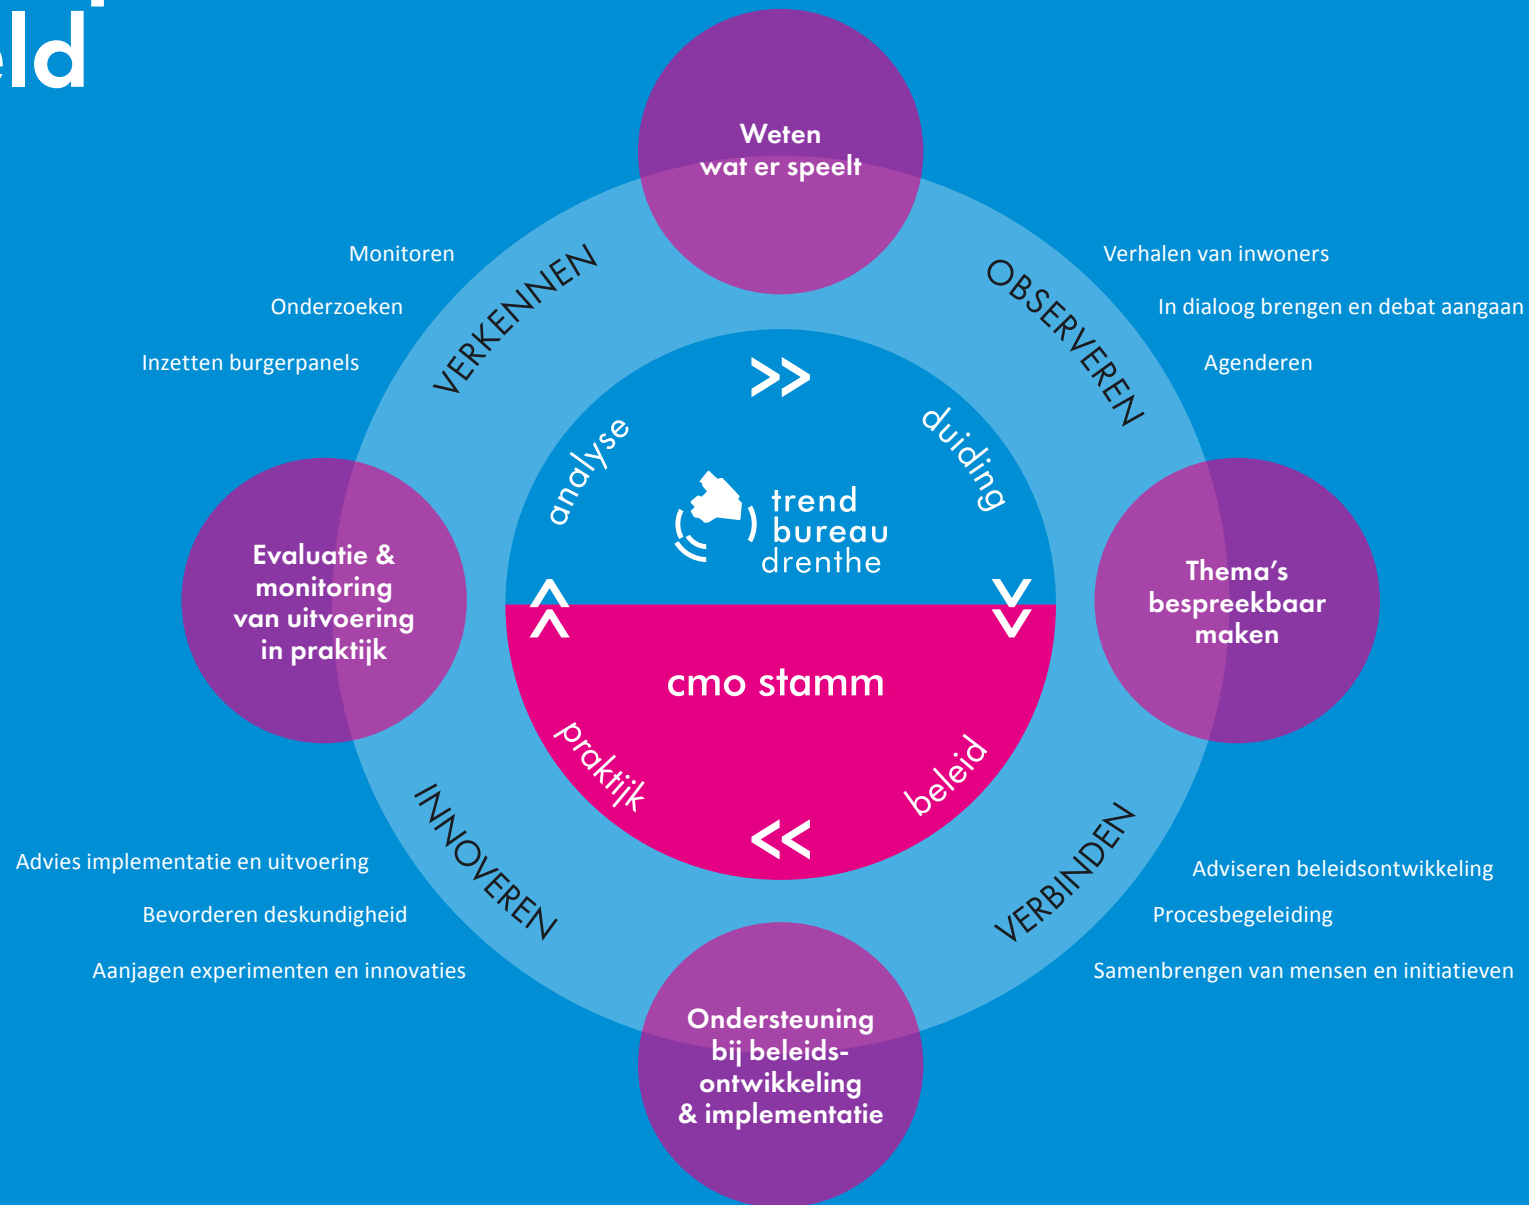 eld
Weten
wat er speelt
VERKENNEN
Monitoren
Onderzoeken
Inzetten burgerpanels
OBSERVEREN
Verhalen van inwoners
In dialoog brengen en debat aangaan
Agenderen
>>
analyse
duiding
trend
bureau
drenthe
Evaluatie &
monitoring
van uitvoering
in praktijk
Thema's
bespreekbaar
maken
cmo stamm
praktijk
beleid
<<
INNOVEREN
Advies implementatie en uitvoering
Bevorderen deskundigheid
Aanjagen experimenten en innovaties
VERBINDEN
Adviseren beleidsontwikkeling
Procesbegeleiding
Samenbrengen van mensen en initiatieven
Ondersteuning
bij beleids-
ontwikkeling
& implementatie